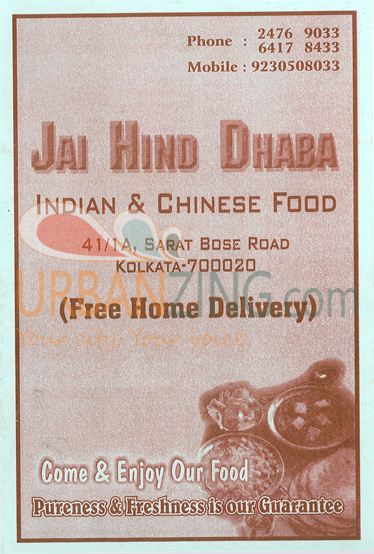 Phone : 2476 9033
6417 8433
Mobile : 9230508033
JAI HIND DHABA
INDIAN & CHINESE FOOD
41/1A, SARAT BOSE ROAD
KOLKATA-700020
URBANZING.com
(Free Home Delivery)
Your city. Your voice.
Come & Enjoy Our Food
Pureness & Freshness is our Guarantee